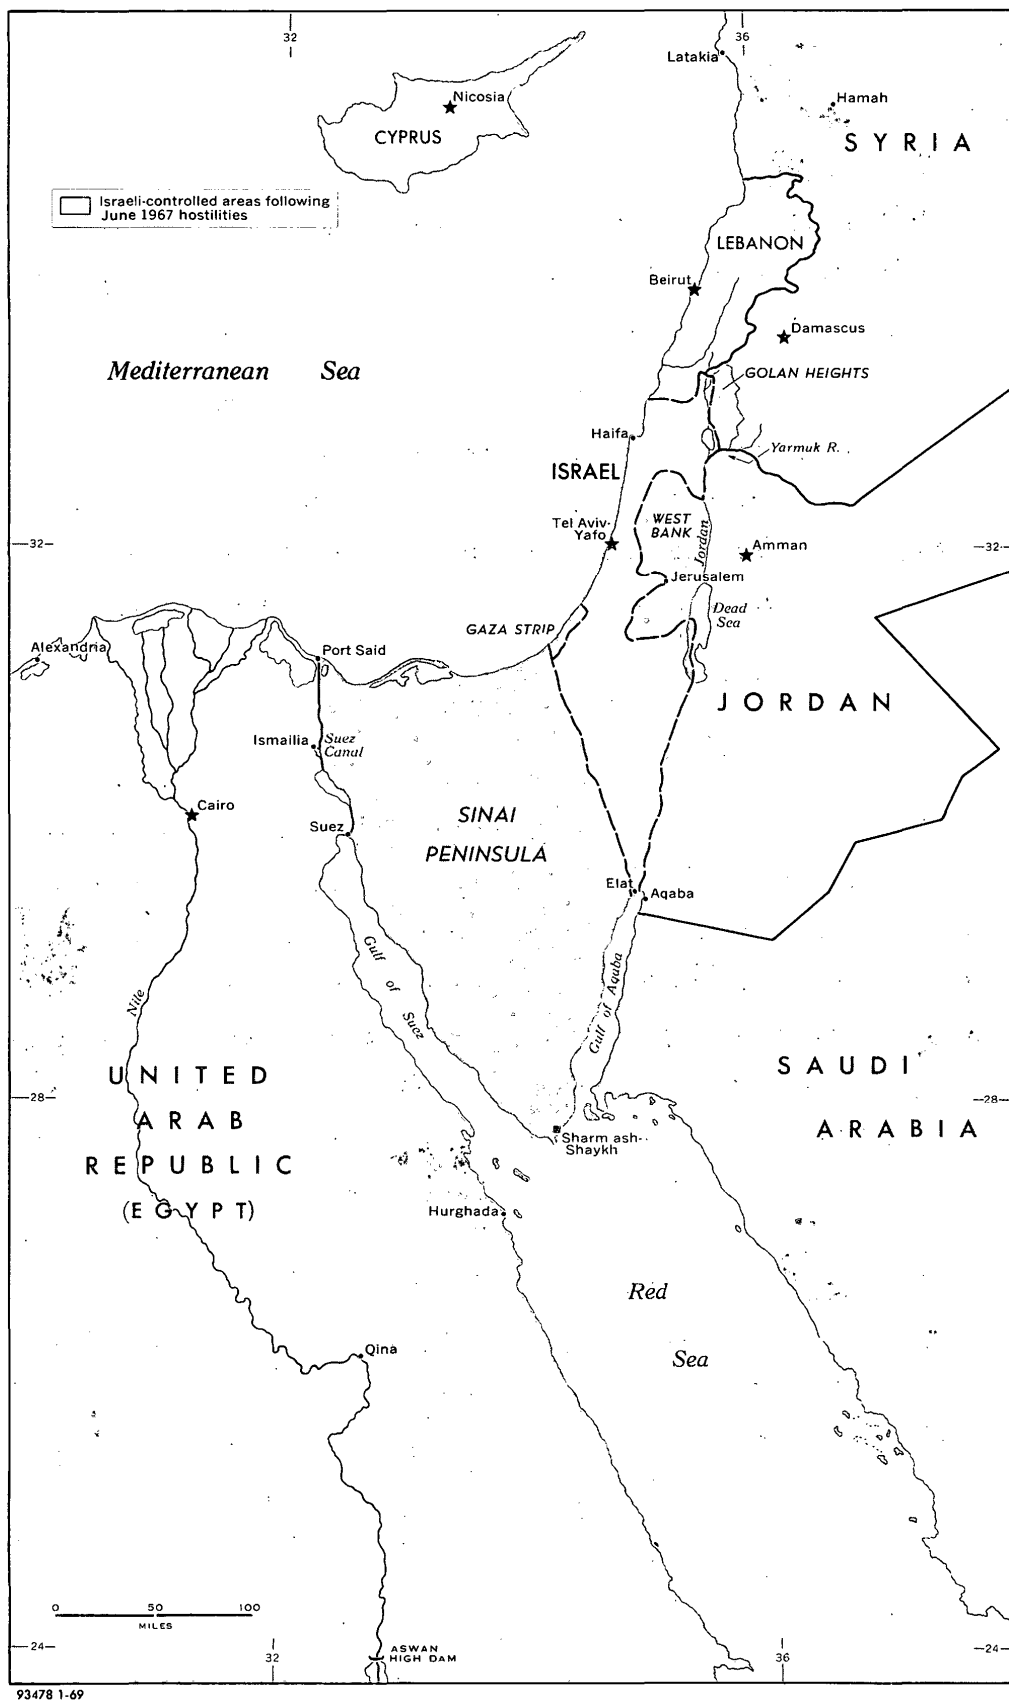 32
36
Latakia
Nicosia
Hamah
CYPRUS
SYRIA
Israeli-controlled areas following
June 1967 hostilities
LEBANON
Beirut
Damascus
Mediterranean Sea
GOLAN HEIGHTS
Haifa
Yarmuk R.
ISRAEL
WEST
BANK
Tel Aviv-
Yafo
Jordan
Amman
32
32
Jerusalem
Dead
Sea
GAZA STRIP
Alexandria
Port Said
JORDAN
Ismailia
Suez
Canal
Cairo
SINAI
PENINSULA
Suez
Elat
Aqaba
Gulf of Suez
Gulf of Aqaba
Nile
SAUDI
ARABIA
UNITED
ARAB
REPUBLIC
(EGYPT)
28
28
Sharm ash-
Shaykh
Hurghada
Red
Sea
Qina
0 50 100
MILES
24
32
ASWAN
HIGH DAM
36
24
93478 1-69